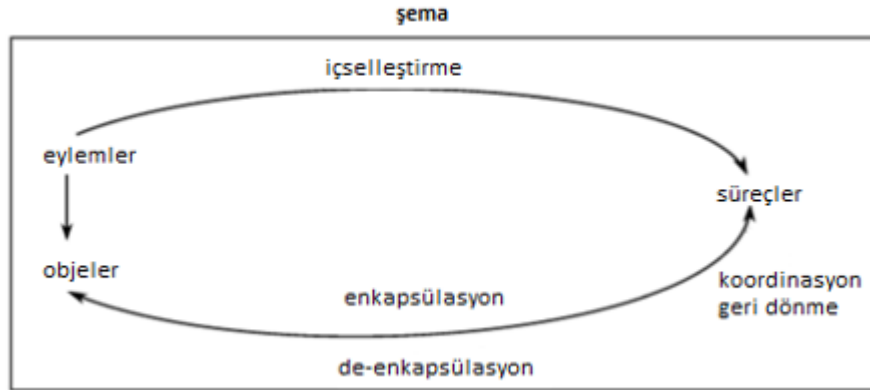 şema
içselleştirme
eylemler
süreçler
objeler
koordinasyon
geri dönme
enkapsülasyon
de-enkapsülasyon